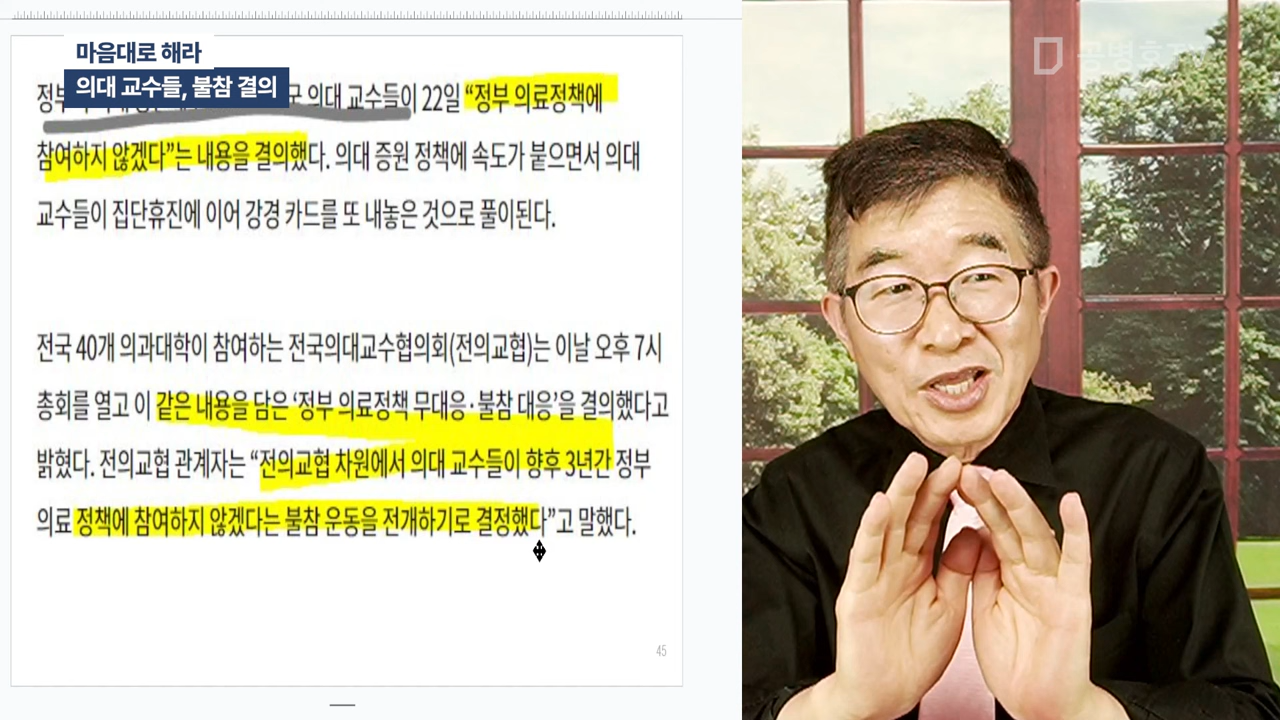 마음대로 해라
의대 교수들, 불참 결의
의대 교수들이 22일 “정부 의료정책에
참여하지 않겠다”는 내용을 결의했다. 의대 증원 정책에 속도가 붙으면서 의대
교수들이 집단휴진에 이어 강경 카드를 또 내놓은 것으로 풀이된다.
전국 40개 의과대학이 참여하는 전국의대교수협의회(전의교협)는 이날 오후 7시
총회를 열고 이 같은 내용을 담은 ‘정부 의료정책 무대응·불참 대응’을 결의했다고
밝혔다. 전의교협 관계자는 “전의교협 차원에서 의대 교수들이 향후 3년간 정부
의료 정책에 참여하지 않겠다는 불참 운동을 전개하기로 결정했다”고 말했다.
45
공병호